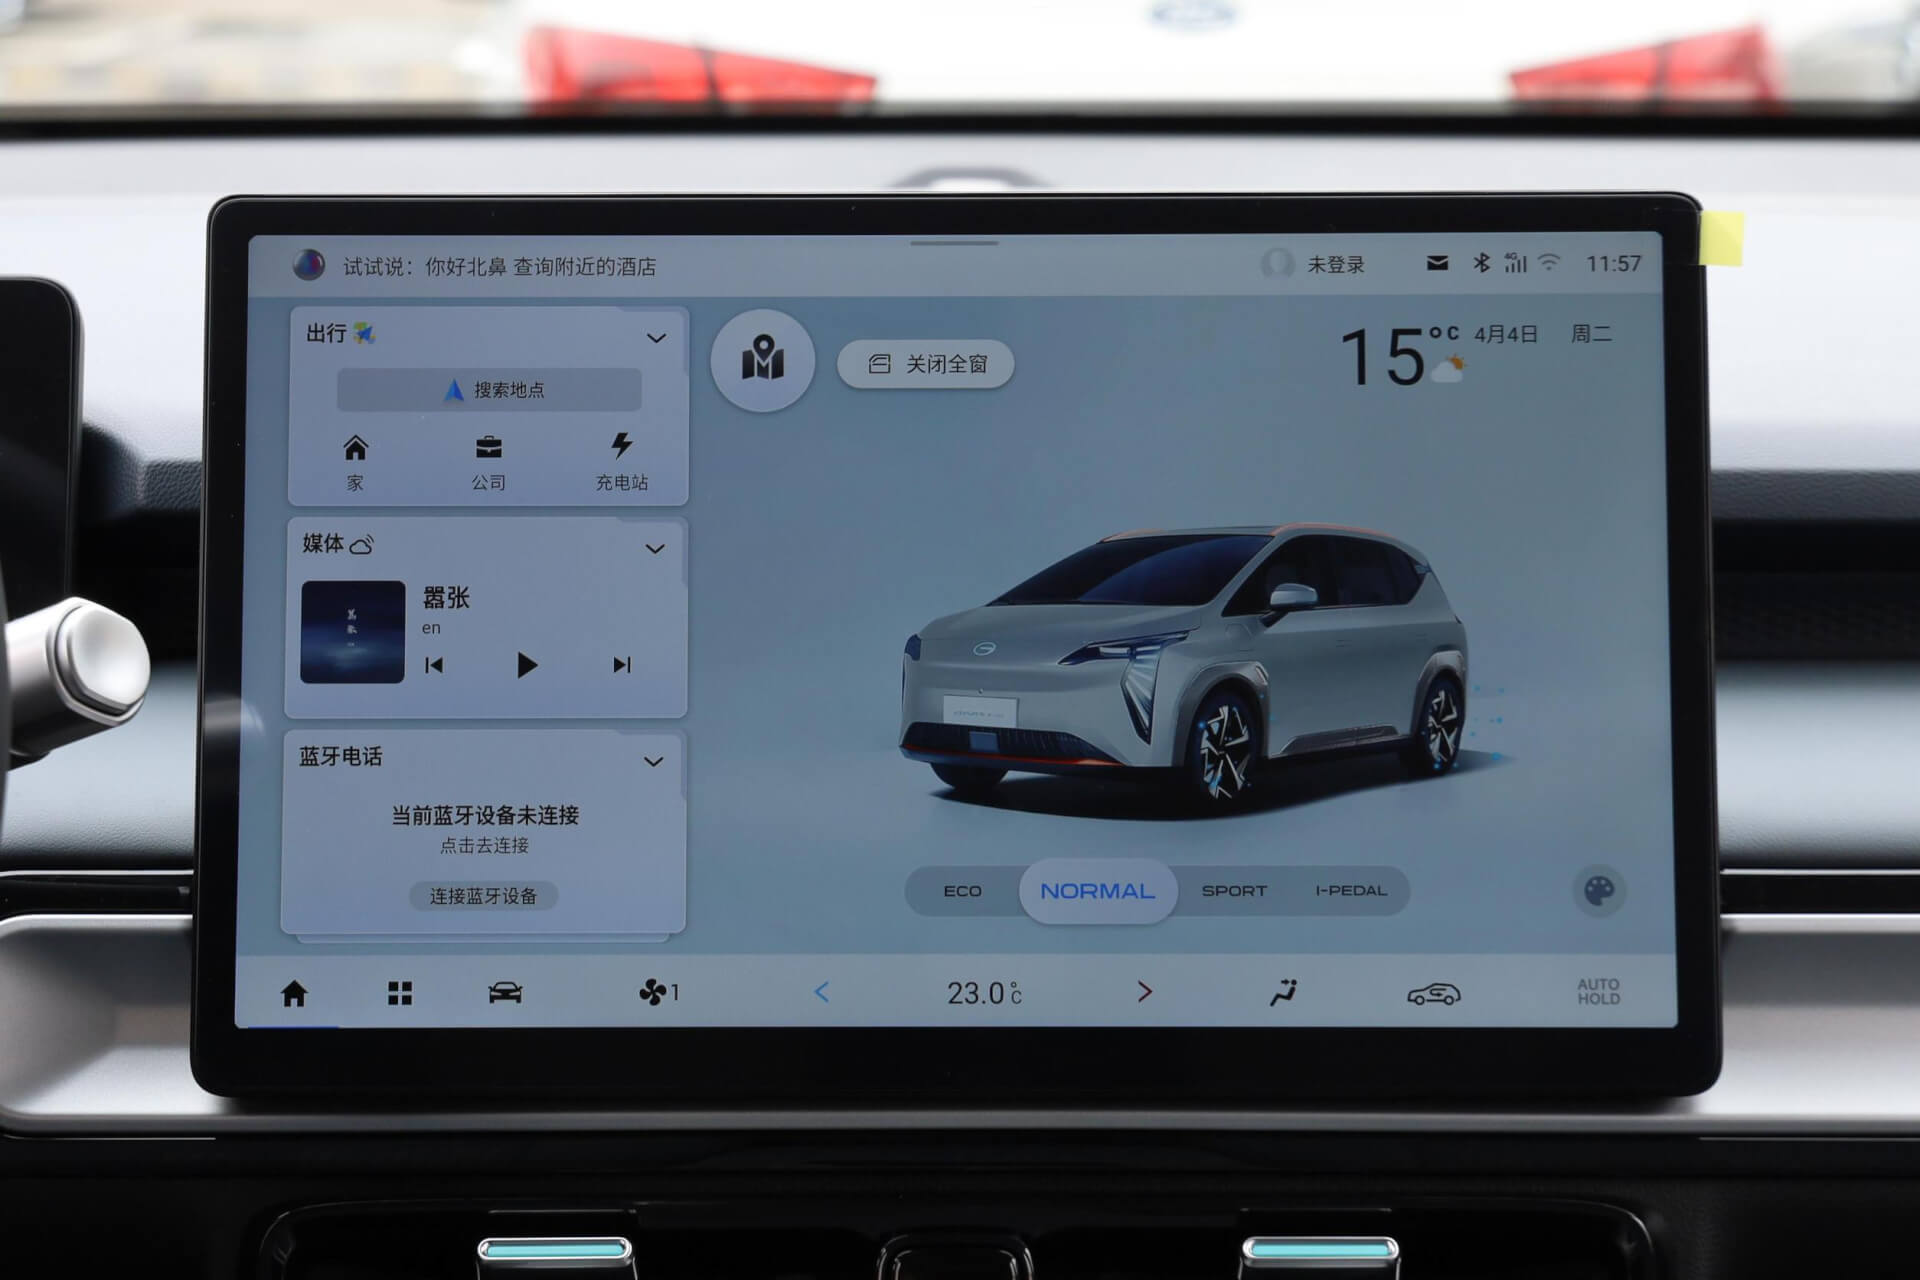 试试说：你好北鼻 查询附近的酒店
未登录
4G
11:57
出行
搜索地点
家
公司
充电站
关闭全窗
15°C
4月4日
周二
媒体
嚣张
en
蓝牙电话
当前蓝牙设备未连接
点击去连接
连接蓝牙设备
ECO
NORMAL
SPORT
I-PEDAL
1
23.0℃
AUTO
HOLD